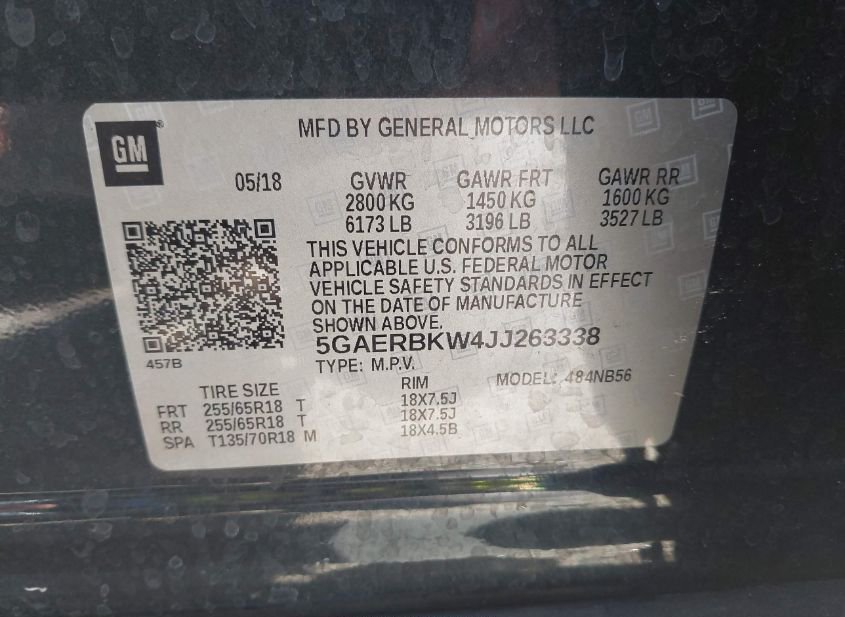 GM
MFD BY GENERAL MOTORS LLC
05/18 GVWR GAWR FRT GAWR RR
2800 KG 1450 KG 1600 KG
6173 LB 3196 LB 3527 LB
THIS VEHICLE CONFORMS TO ALL
APPLICABLE U.S. FEDERAL MOTOR
VEHICLE SAFETY STANDARDS IN EFFECT
ON THE DATE OF MANUFACTURE
SHOWN ABOVE.
5GAERBKW4JJ263338
457B
TYPE: M.P.V. MODEL: 484NB56
TIRE SIZE RIM
FRT 255/65R18 T 18X7.5J
RR 255/65R18 T 18X7.5J
SPA T135/70R18 M 18X4.5B